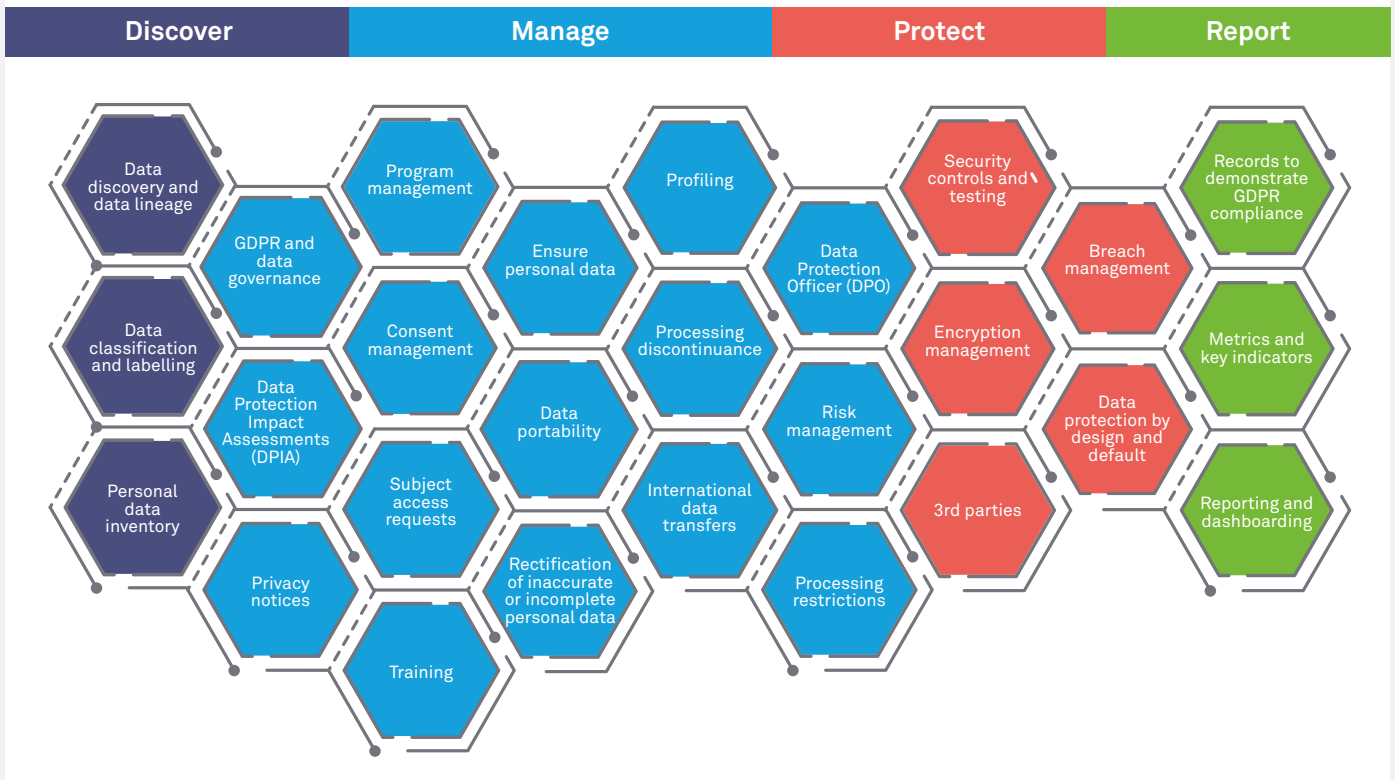 Discover
Manage
Protect
Report
Data
discovery and
data lineage
Data
classification
and labelling
Personal
data
inventory
GDPR and
data
governance
Data
Protection
Impact
Assessments
(DPIA)
Privacy
notices
Program
management
Consent
management
Subject
access
requests
Training
Ensure
personal data
Data
portability
Rectification
of inaccurate
or incomplete
personal data
Profiling
Processing
discontinuance
International
data
transfers
Data
Protection
Officer (DPO)
Risk
management
Processing
restrictions
Security
controls and
testing
Encryption
management
3rd parties
Breach
management
Data
protection by
design and
default
Records to
demonstrate
GDPR
compliance
Metrics and
key indicators
Reporting and
dashboarding